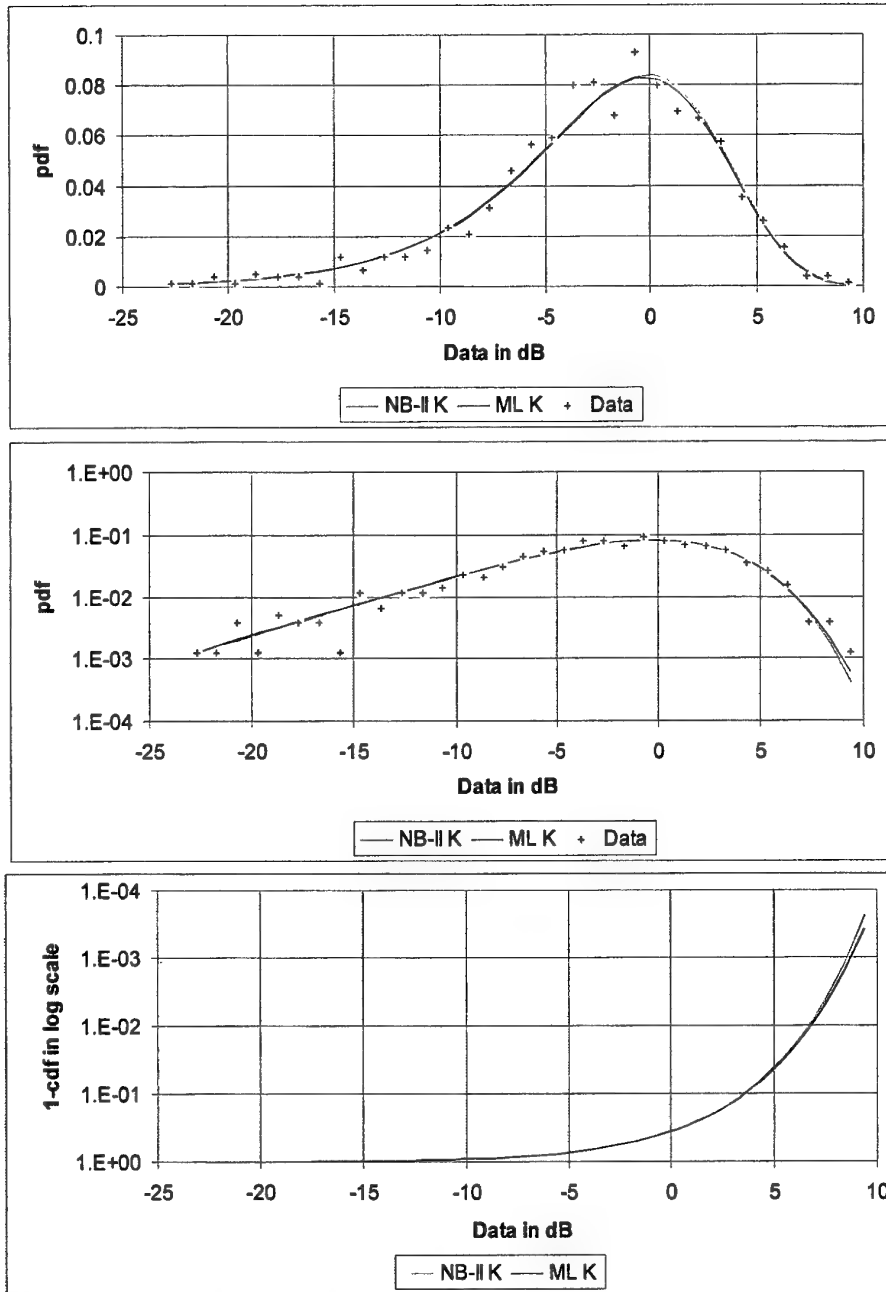 0.1
0.08
0.06
0.04
0.02
0
pdf
-25 -20 -15 -10 -5 0 5 10
Data in dB
NB-II K ML K + Data
1.E+00
1.E-01
1.E-02
1.E-03
1.E-04
pdf
-25 -20 -15 -10 -5 0 5 10
Data in dB
NB-II K ML K + Data
1.E-04
1.E-03
1.E-02
1.E-01
1.E+00
1-cdf in log scale
-25 -20 -15 -10 -5 0 5 10
Data in dB
NB-II K ML K